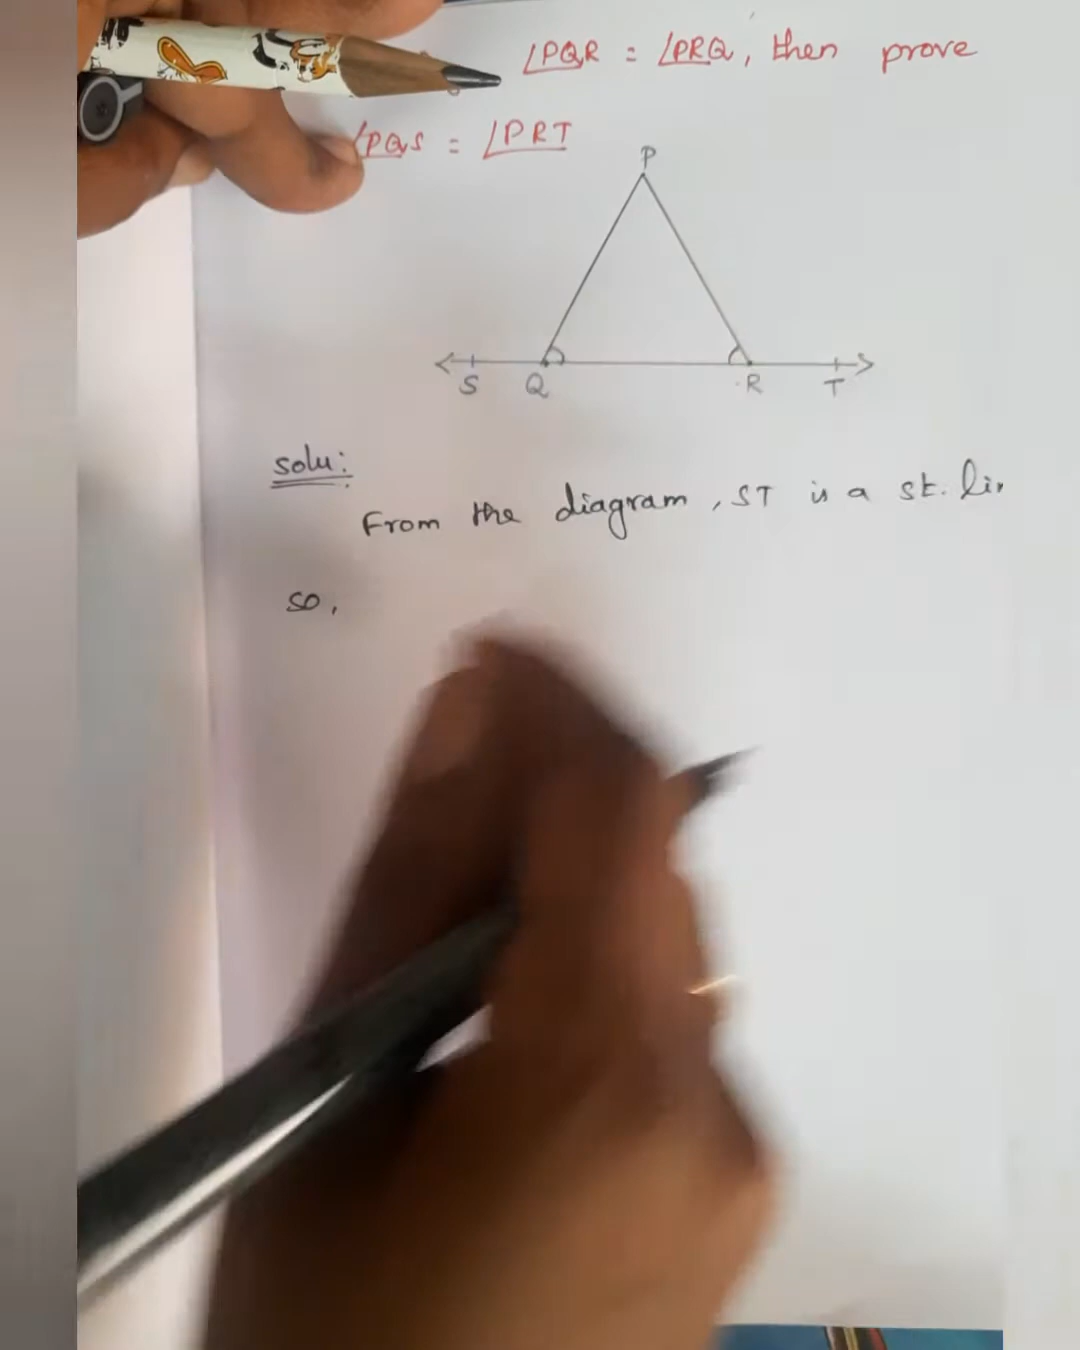 ∠PQR = ∠PRQ, then prove
∠PQS = ∠PRT
P
S Q R T
Solu:
From the diagram, ST is a st.
so,